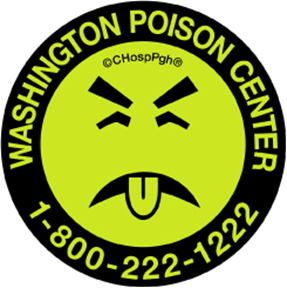 WASHINGTON POISON CENTER
©CHospPgh®
1-800-222-1222